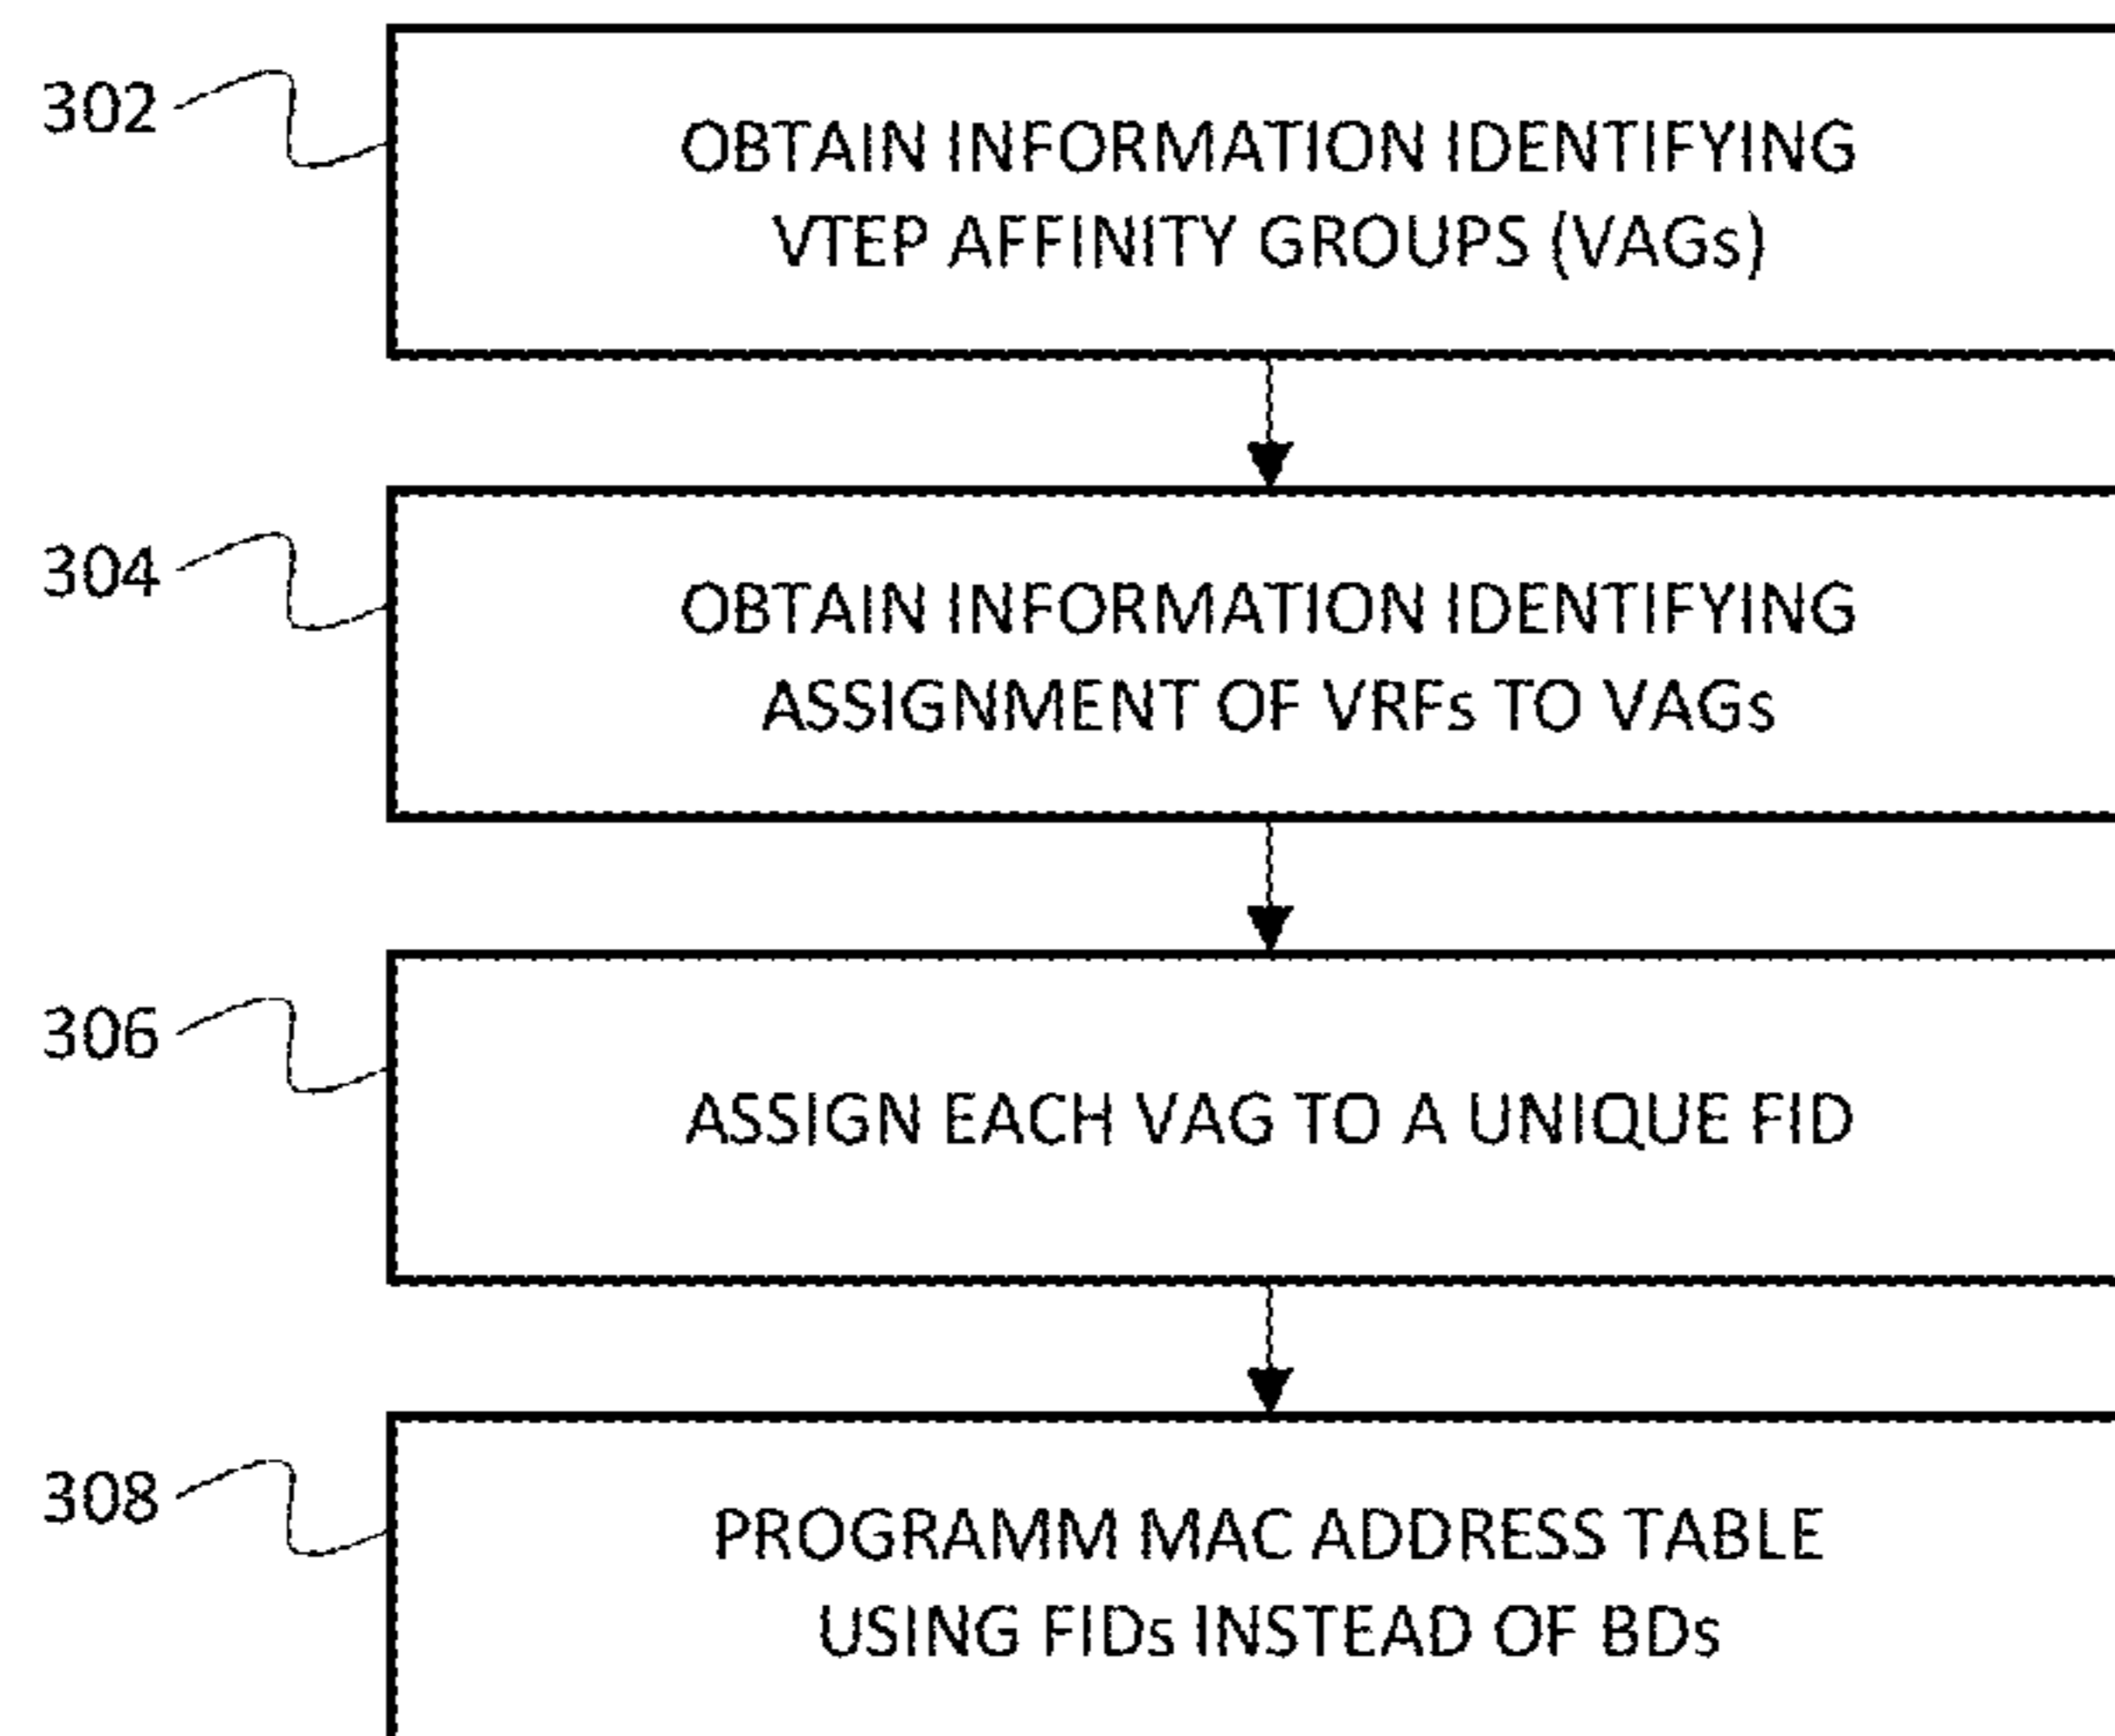 302
OBTAIN INFORMATION IDENTIFYING
VTEP AFFINITY GROUPS (VAGs)
304
OBTAIN INFORMATION IDENTIFYING
ASSIGNMENT OF VRFs TO VAGs
306
ASSIGN EACH VAG TO A UNIQUE FID
308
PROGRAMM MAC ADDRESS TABLE
USING FIDs INSTEAD OF BDs